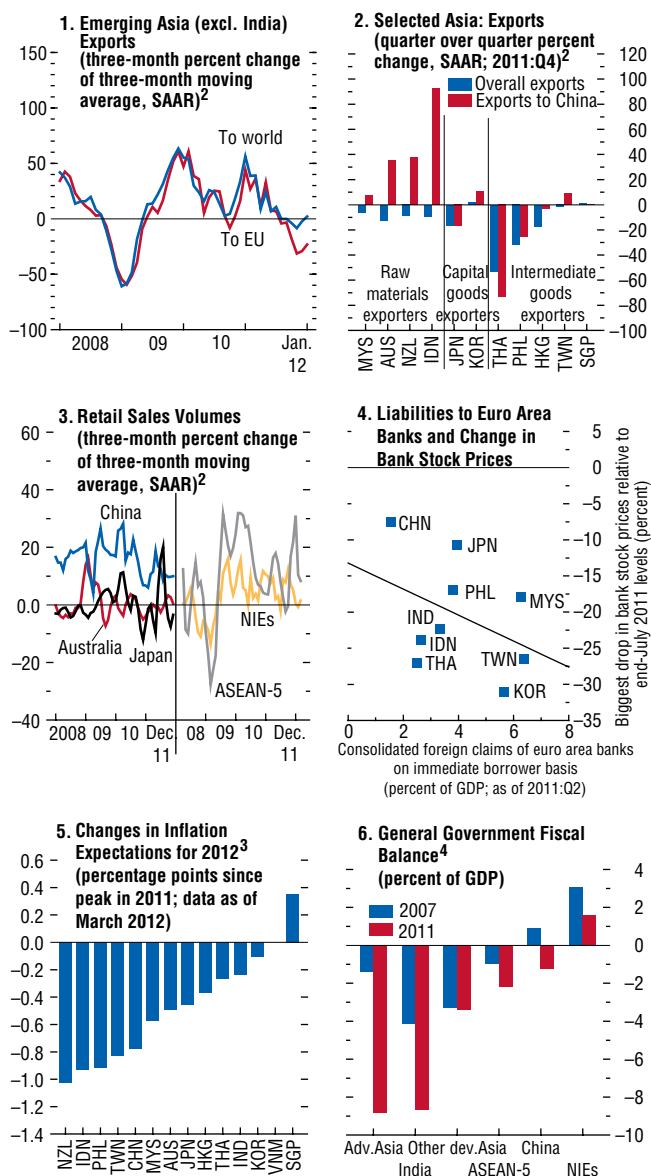 1. Emerging Asia (excl. India)
Exports
(three-month percent change
of three-month moving
average, SAAR)2
150
100
50
0
–50
–100
To world
To EU
2008
09
10
Jan.
12
2. Selected Asia: Exports
(quarter over quarter percent
change, SAAR; 2011:Q4)2
Overall exports
Exports to China
120
100
80
60
40
20
0
–20
–40
–60
–80
–100
Raw
materials
exporters
Capital
goods
exporters
Intermediate
goods
exporters
MYS
AUS
NZL
IDN
JPN
KOR
THA
PHL
HKG
TWN
SGP
3. Retail Sales Volumes
(three-month percent change
of three-month moving
average, SAAR)2
60
40
20
0
–20
–40
China
Australia
Japan
NIEs
ASEAN-5
2008 09 10 Dec.
11
08 09 10 Dec.
11
4. Liabilities to Euro Area
Banks and Change in
Bank Stock Prices
5
0
–5
–10
–15
–20
–25
–30
–35
CHN
JPN
PHL
MYS
IND
IDN
THA
TWN
KOR
0 2 4 6 8
Biggest drop in bank stock prices relative to
end-July 2011 levels (percent)
Consolidated foreign claims of euro area banks
on immediate borrower basis
(percent of GDP; as of 2011:Q2)
5. Changes in Inflation
Expectations for 20123
(percentage points since
peak in 2011; data as of
March 2012)
0.6
0.4
0.2
0.0
–0.2
–0.4
–0.6
–0.8
–1.0
–1.4
NZL
IDN
PHL
TWN
CHN
MYS
AUS
JPN
HKG
THA
IND
KOR
VNM
SGP
6. General Government Fiscal
Balance4
(percent of GDP)
2007
2011
4
2
0
–2
–4
–6
–8
–10
Adv.Asia Other dev.Asia China
India ASEAN-5 NIEs